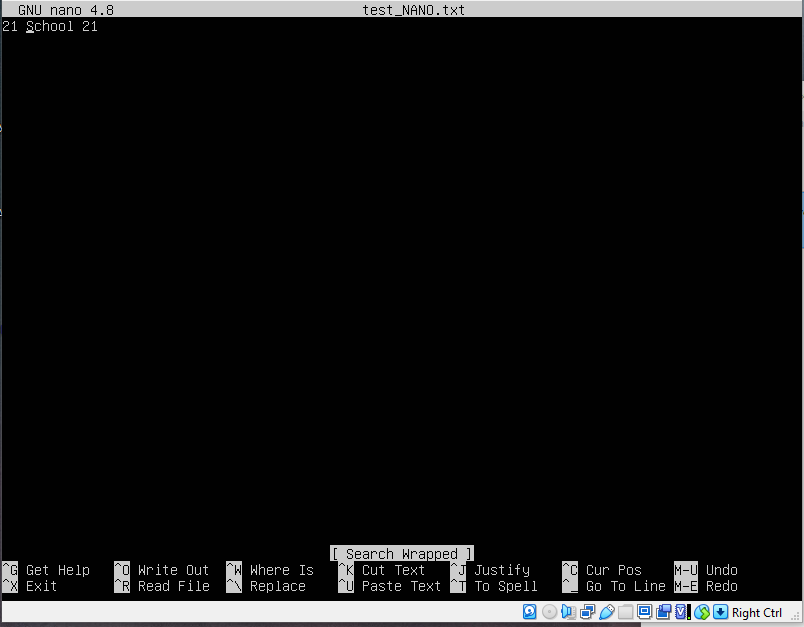 GNU nano 4.8 test_NANO.txt
21 School 21
[ Search Wrapped ]
^G Get Help ^O Write Out ^W Where Is ^K Cut Text ^J Justify ^C Cur Pos M-U Undo
^X Exit ^R Read File ^\ Replace ^U Paste Text ^T To Spell ^_ Go To Line M-E Redo
Right Ctrl